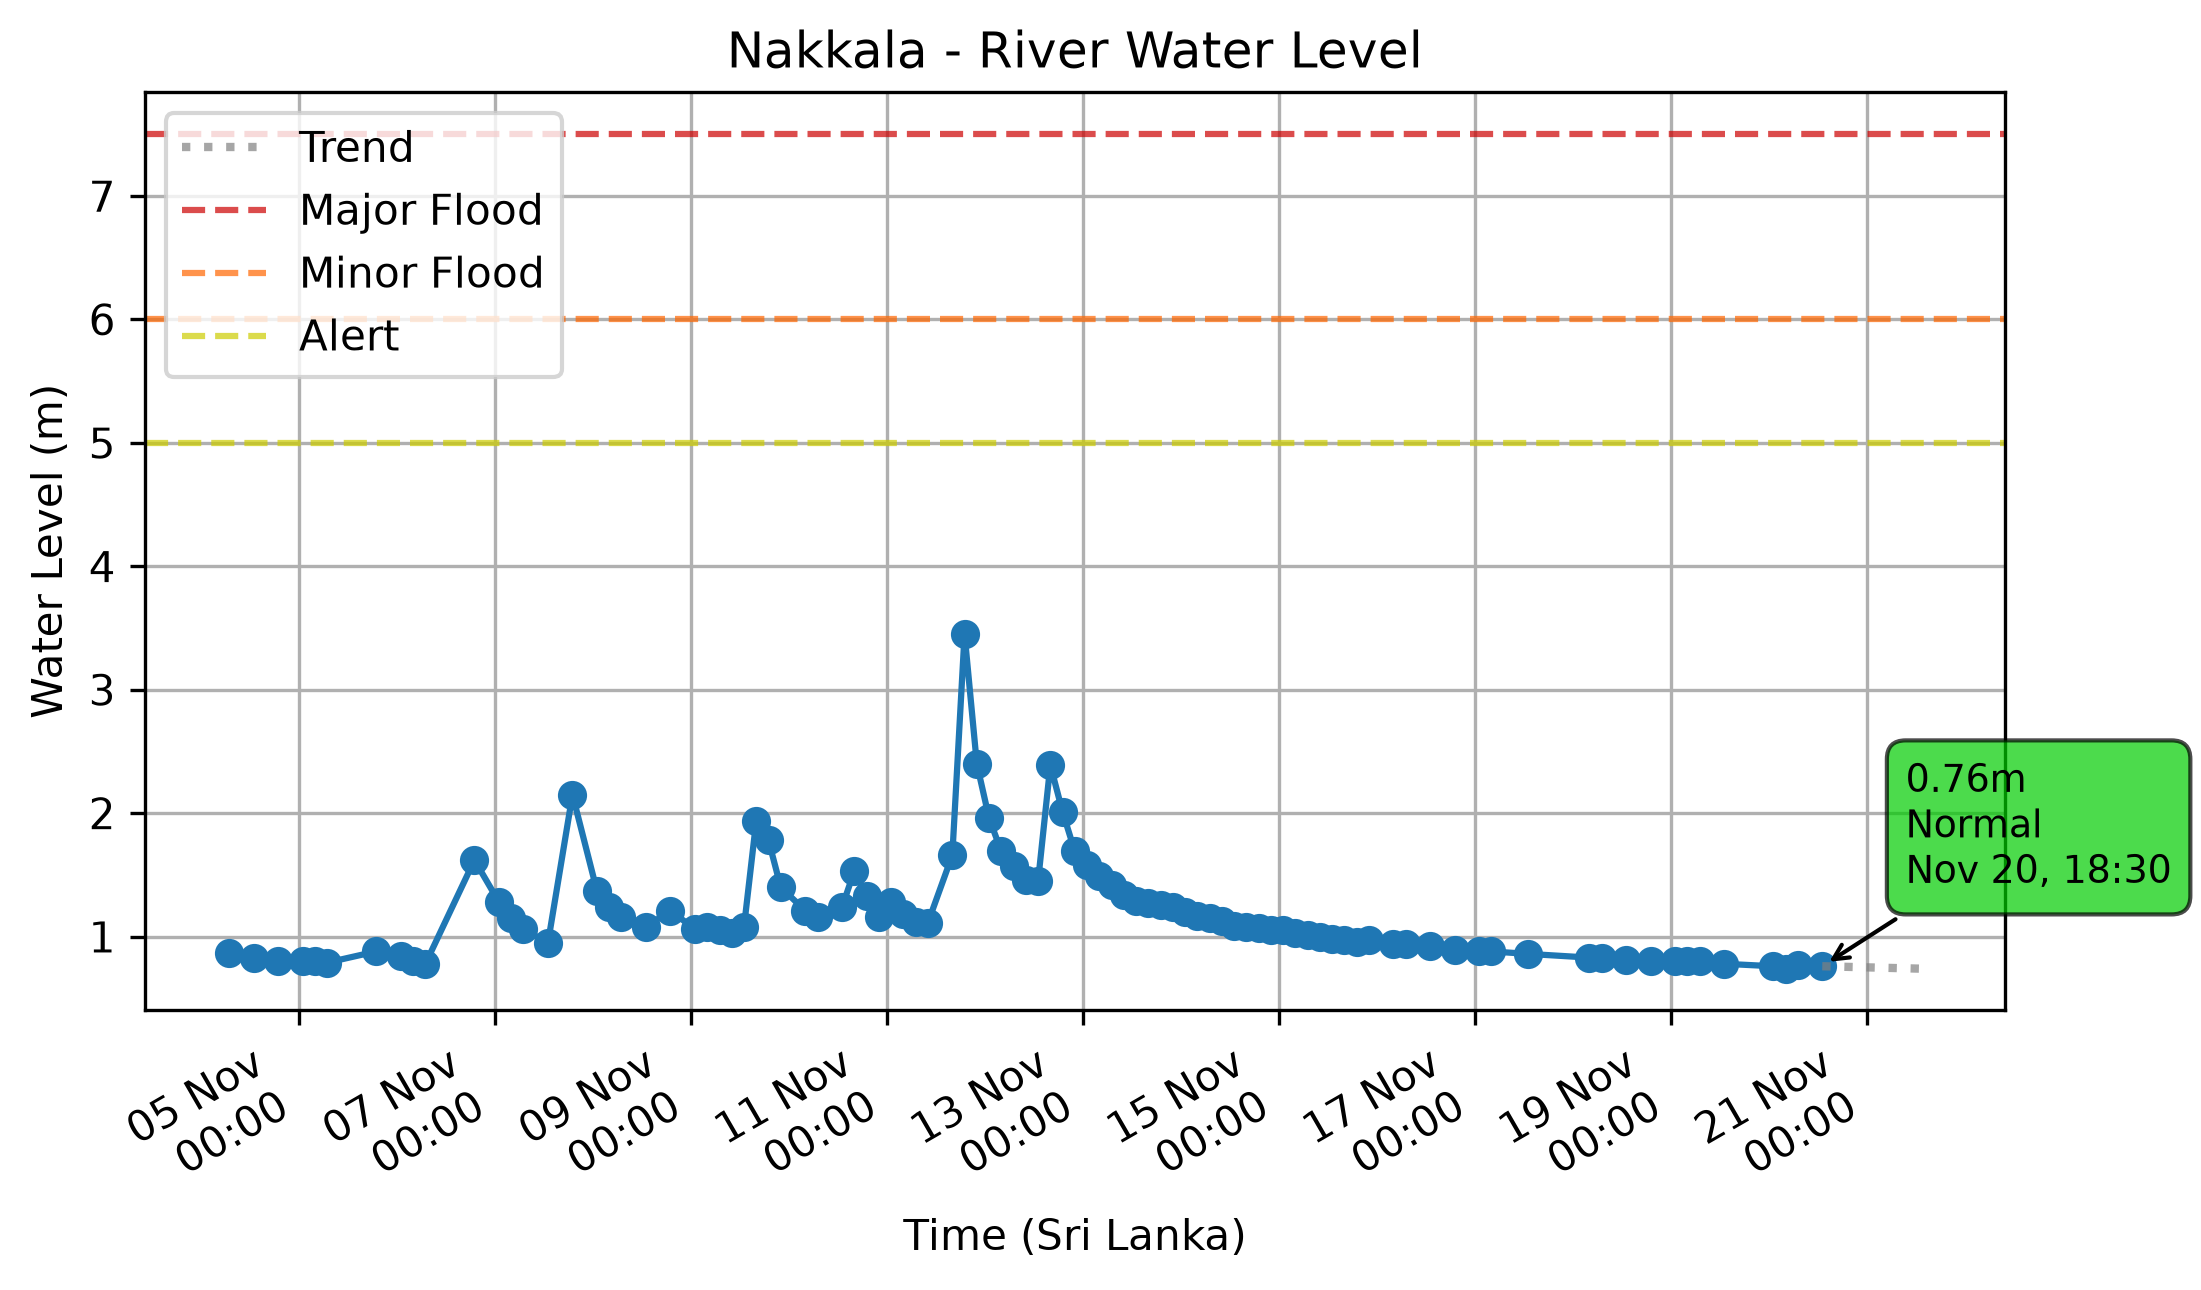 Nakkala - River Water Level
Trend
Major Flood
Minor Flood
Alert
Water Level (m)
7
6
5
4
3
2
1
0.76m
Normal
Nov 20, 18:30
05 Nov
00:00
07 Nov
00:00
09 Nov
00:00
11 Nov
00:00
13 Nov
00:00
15 Nov
00:00
17 Nov
00:00
19 Nov
00:00
21 Nov
00:00
Time (Sri Lanka)